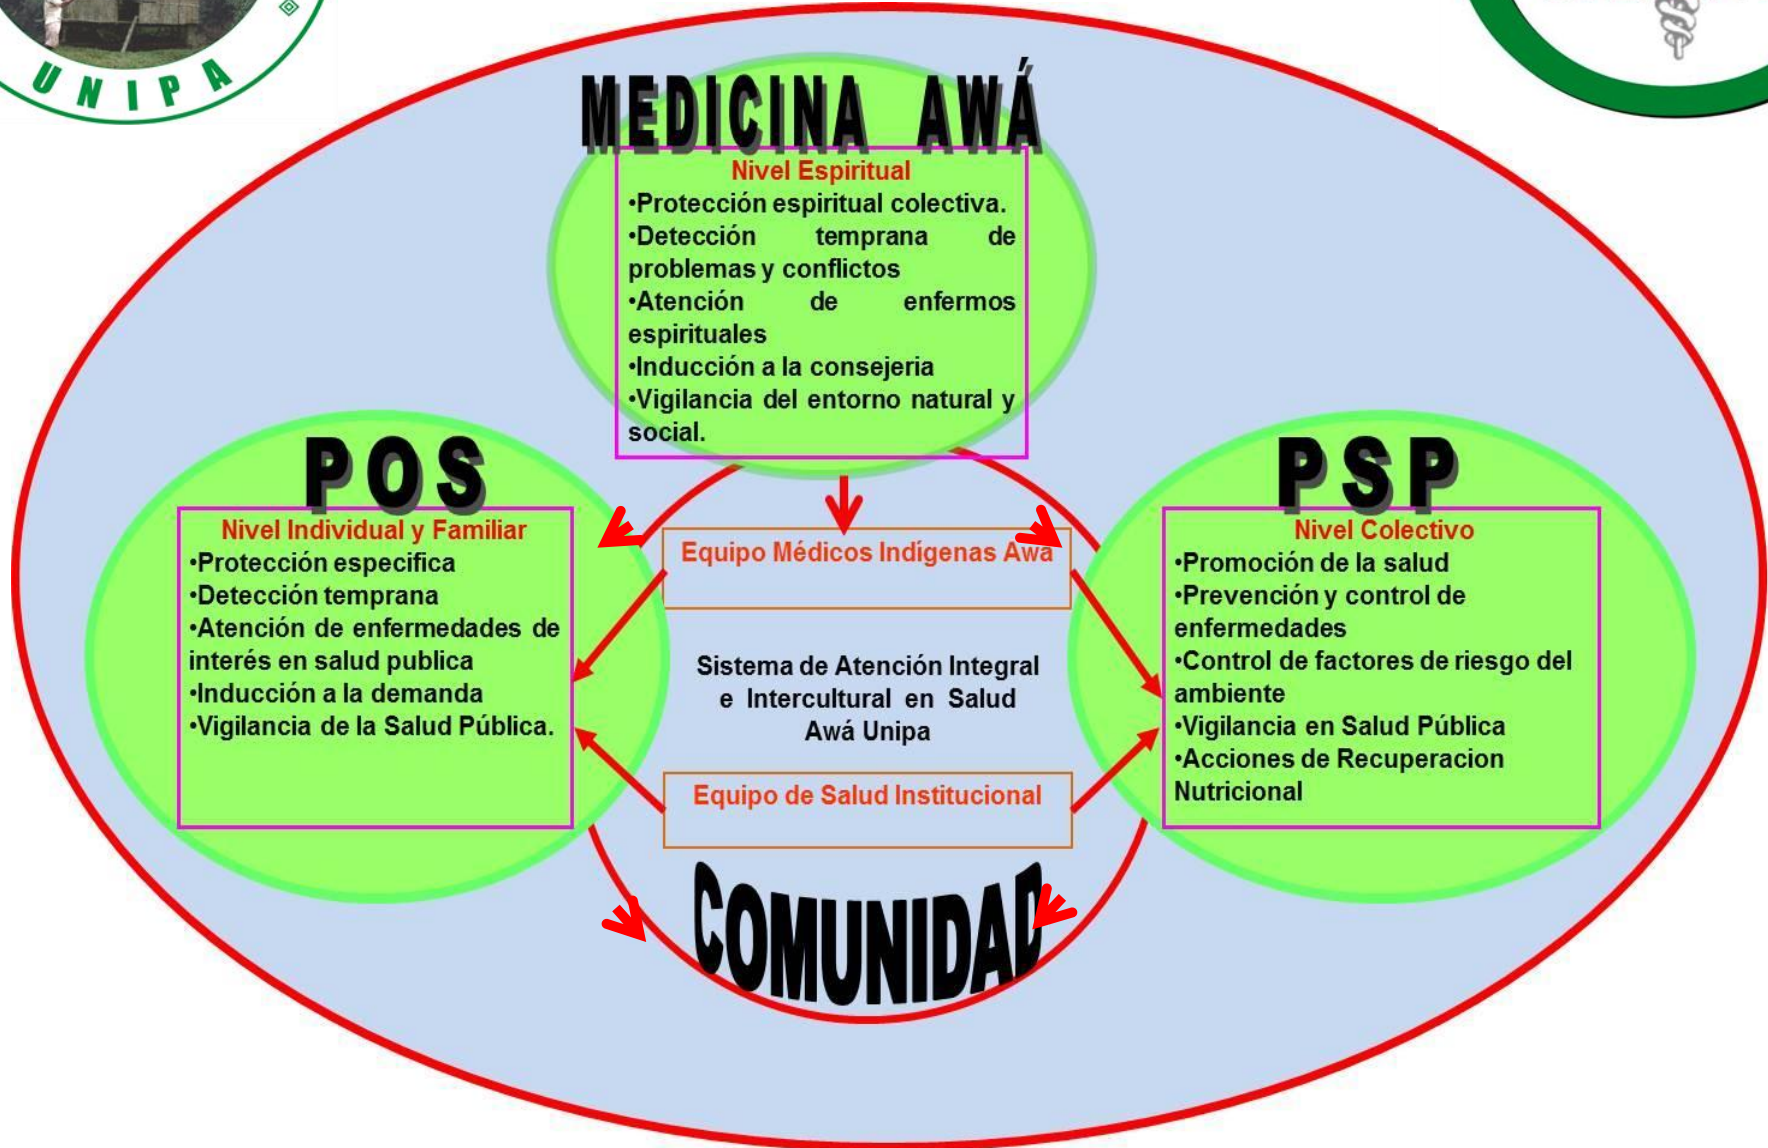 UNIPA
MEDICINA AWÁ
Nivel Espiritual
•Protección espiritual colectiva.
•Detección temprana de
problemas y conflictos
•Atención de enfermos
espirituales
•Inducción a la consejeria
•Vigilancia del entorno natural y
social.
POS
Nivel Individual y Familiar
•Protección especifica
•Detección temprana
•Atención de enfermedades de
interés en salud publica
•Inducción a la demanda
•Vigilancia de la Salud Pública.
Equipo Médicos Indígenas Awa
Sistema de Atención Integral
e Intercultural en Salud
Awá Unipa
Equipo de Salud Institucional
PSP
Nivel Colectivo
•Promoción de la salud
•Prevención y control de
enfermedades
•Control de factores de riesgo del
ambiente
•Vigilancia en Salud Pública
•Acciones de Recuperacion
Nutricional
COMUNIDAD